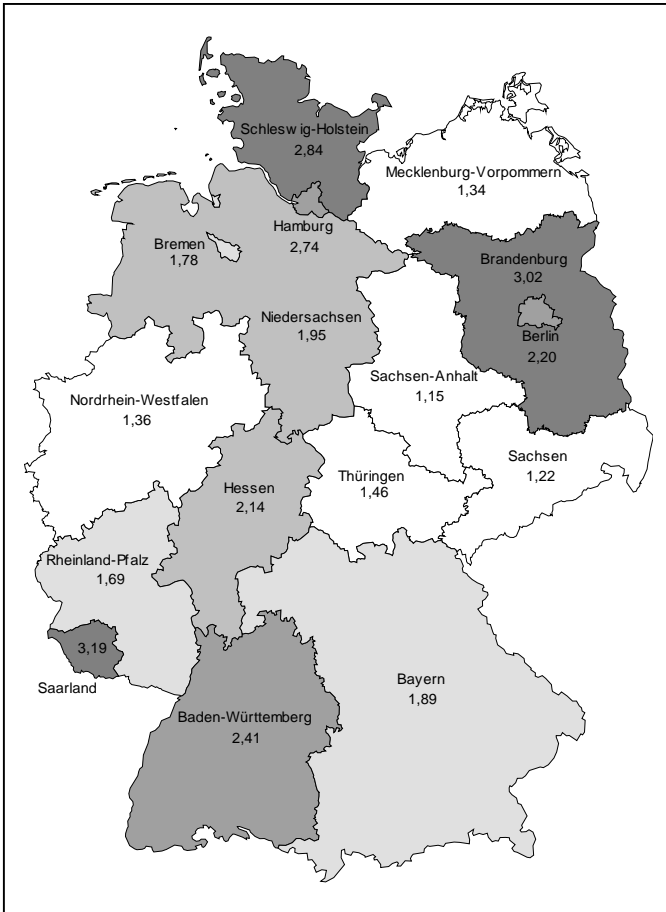 Schleswig-Holstein
2,84
Mecklenburg-Vorpommern
1,34
Hamburg
2,74
Bremen
1,78
Brandenburg
3,02
Berlin
2,20
Niedersachsen
1,95
Sachsen-Anhalt
1,15
Nordrhein-Westfalen
1,36
Sachsen
1,22
Thüringen
1,46
Hessen
2,14
Rheinland-Pfalz
1,69
3,19
Saarland
Bayern
1,89
Baden-Württemberg
2,41